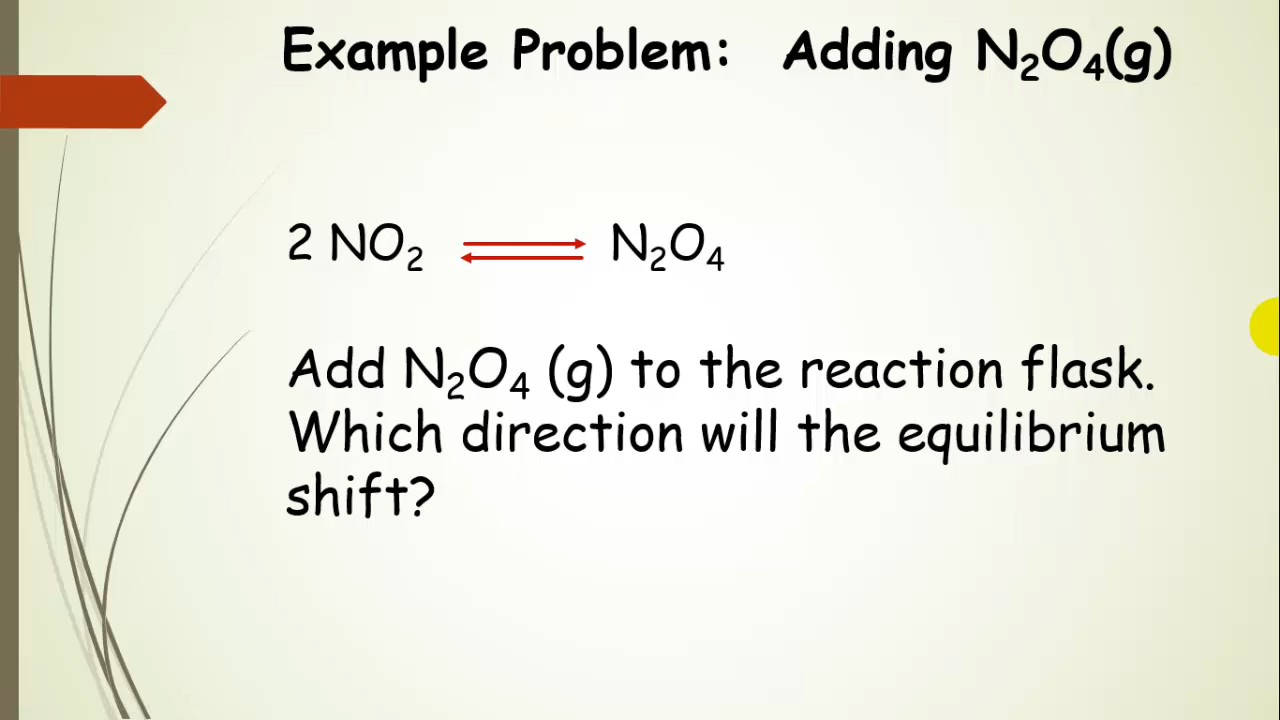 Example Problem: Adding N₂O₄(g)
2 NO₂ ⇌ N₂O₄
Add N₂O₄ (g) to the reaction flask.
Which direction will the equilibrium
shift?